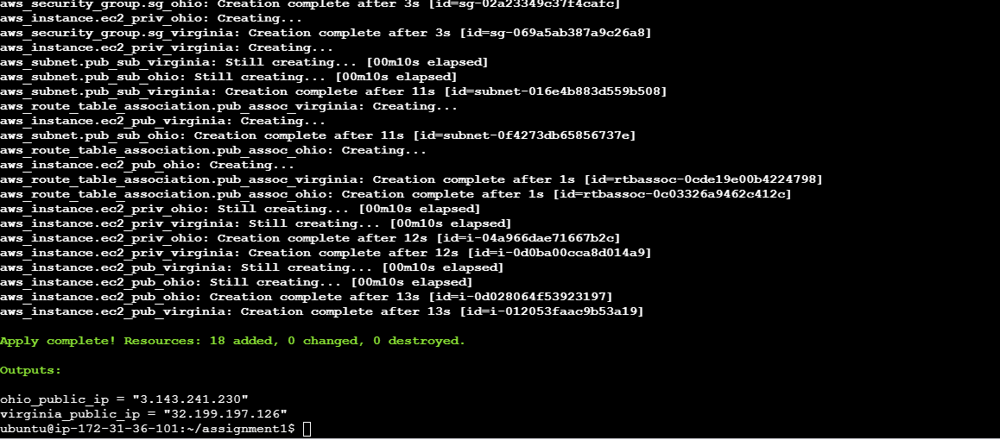 aws_security_group.sg_ohio: Creation complete after 3s [id=sg-02a23349c37f4cafc]
aws_instance.ec2_priv_ohio: Creating...
aws_security_group.sg_virginia: Creation complete after 3s [id=sg-069a5ab387a9c26a8]
aws_instance.ec2_priv_virginia: Creating...
aws_subnet.pub_sub_virginia: Still creating... [00m10s elapsed]
aws_subnet.pub_sub_ohio: Still creating... [00m10s elapsed]
aws_subnet.pub_sub_virginia: Creation complete after 11s [id=subnet-016e4b883d559b508]
aws_route_table_association.pub_assoc_virginia: Creating...
aws_instance.ec2_pub_virginia: Creating...
aws_subnet.pub_sub_ohio: Creation complete after 11s [id=subnet-0f4273db65856737e]
aws_route_table_association.pub_assoc_ohio: Creating...
aws_instance.ec2_pub_ohio: Creating...
aws_route_table_association.pub_assoc_virginia: Creation complete after 1s [id=rtbassoc-0cde19e00b4224798]
aws_route_table_association.pub_assoc_ohio: Creation complete after 1s [id=rtbassoc-0c03326a9462c412c]
aws_instance.ec2_priv_ohio: Still creating... [00m10s elapsed]
aws_instance.ec2_priv_virginia: Still creating... [00m10s elapsed]
aws_instance.ec2_priv_ohio: Creation complete after 12s [id=i-04a966dae71667b2c]
aws_instance.ec2_priv_virginia: Creation complete after 12s [id=i-0d0ba00cca8d014a9]
aws_instance.ec2_pub_virginia: Still creating... [00m10s elapsed]
aws_instance.ec2_pub_ohio: Still creating... [00m10s elapsed]
aws_instance.ec2_pub_ohio: Creation complete after 13s [id=i-0d028064f53923197]
aws_instance.ec2_pub_virginia: Creation complete after 13s [id=i-012053faac9b53a19]
Apply complete! Resources: 18 added, 0 changed, 0 destroyed.
Outputs:
ohio_public_ip = "3.143.241.230"
virginia_public_ip = "32.199.197.126"
ubuntu@ip-172-31-36-101:~/assignment1$